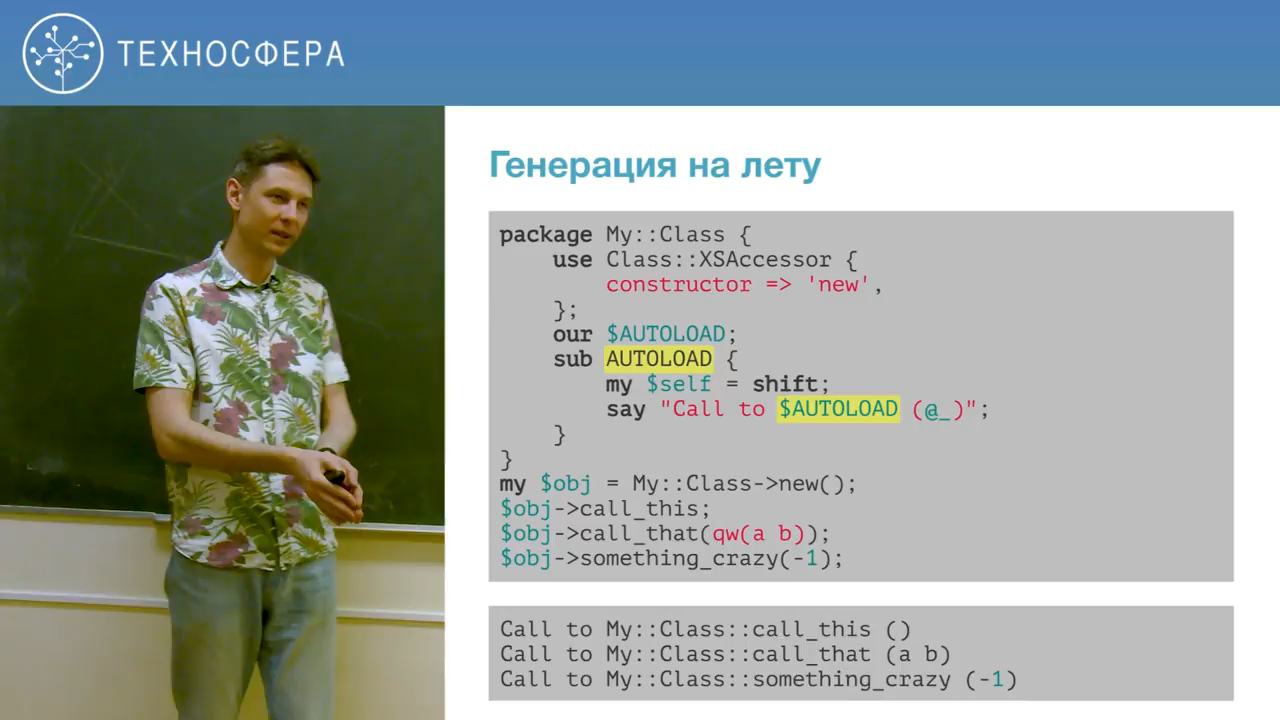 ТЕХНОСФЕРА
Генерация на лету
package My::Class {
    use Class::XSAccessor {
        constructor => 'new',
    };
    our $AUTOLOAD;
    sub AUTOLOAD {
        my $self = shift;
        say "Call to $AUTOLOAD (@_)";
    }
}
my $obj = My::Class->new();
$obj->call_this;
$obj->call_that(qw(a b));
$obj->something_crazy(-1);
Call to My::Class::call_this ()
Call to My::Class::call_that (a b)
Call to My::Class::something_crazy (-1)